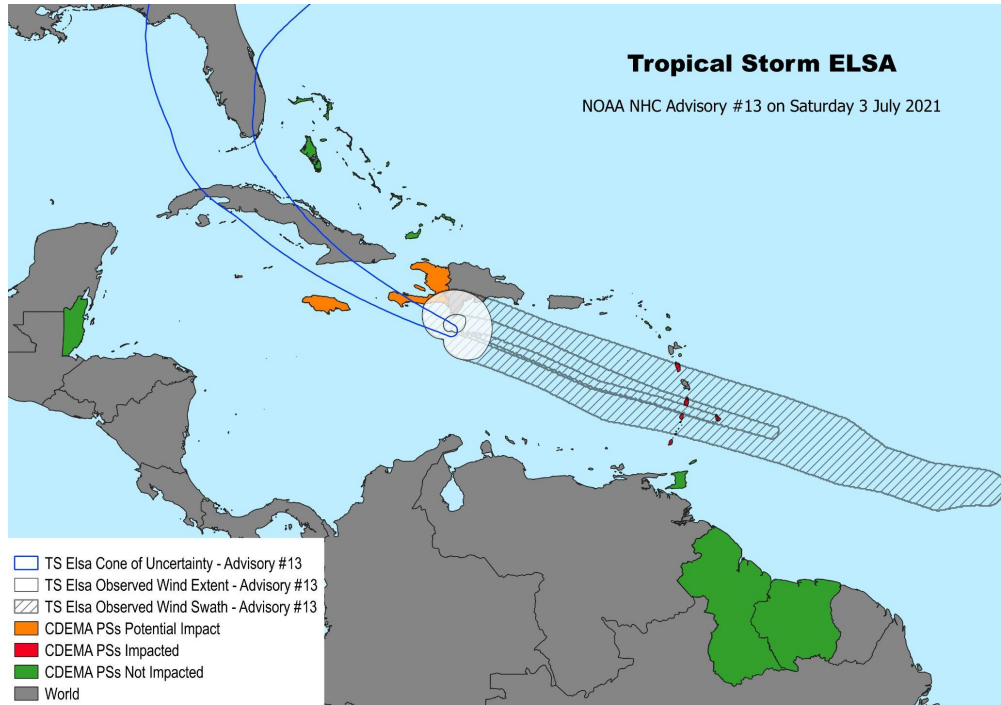 Tropical Storm ELSA
NOAA NHC Advisory #13 on Saturday 3 July 2021
TS Elsa Cone of Uncertainty - Advisory #13
TS Elsa Observed Wind Extent - Advisory #13
TS Elsa Observed Wind Swath - Advisory #13
CDEMA PSs Potential Impact
CDEMA PSs Impacted
CDEMA PSs Not Impacted
World